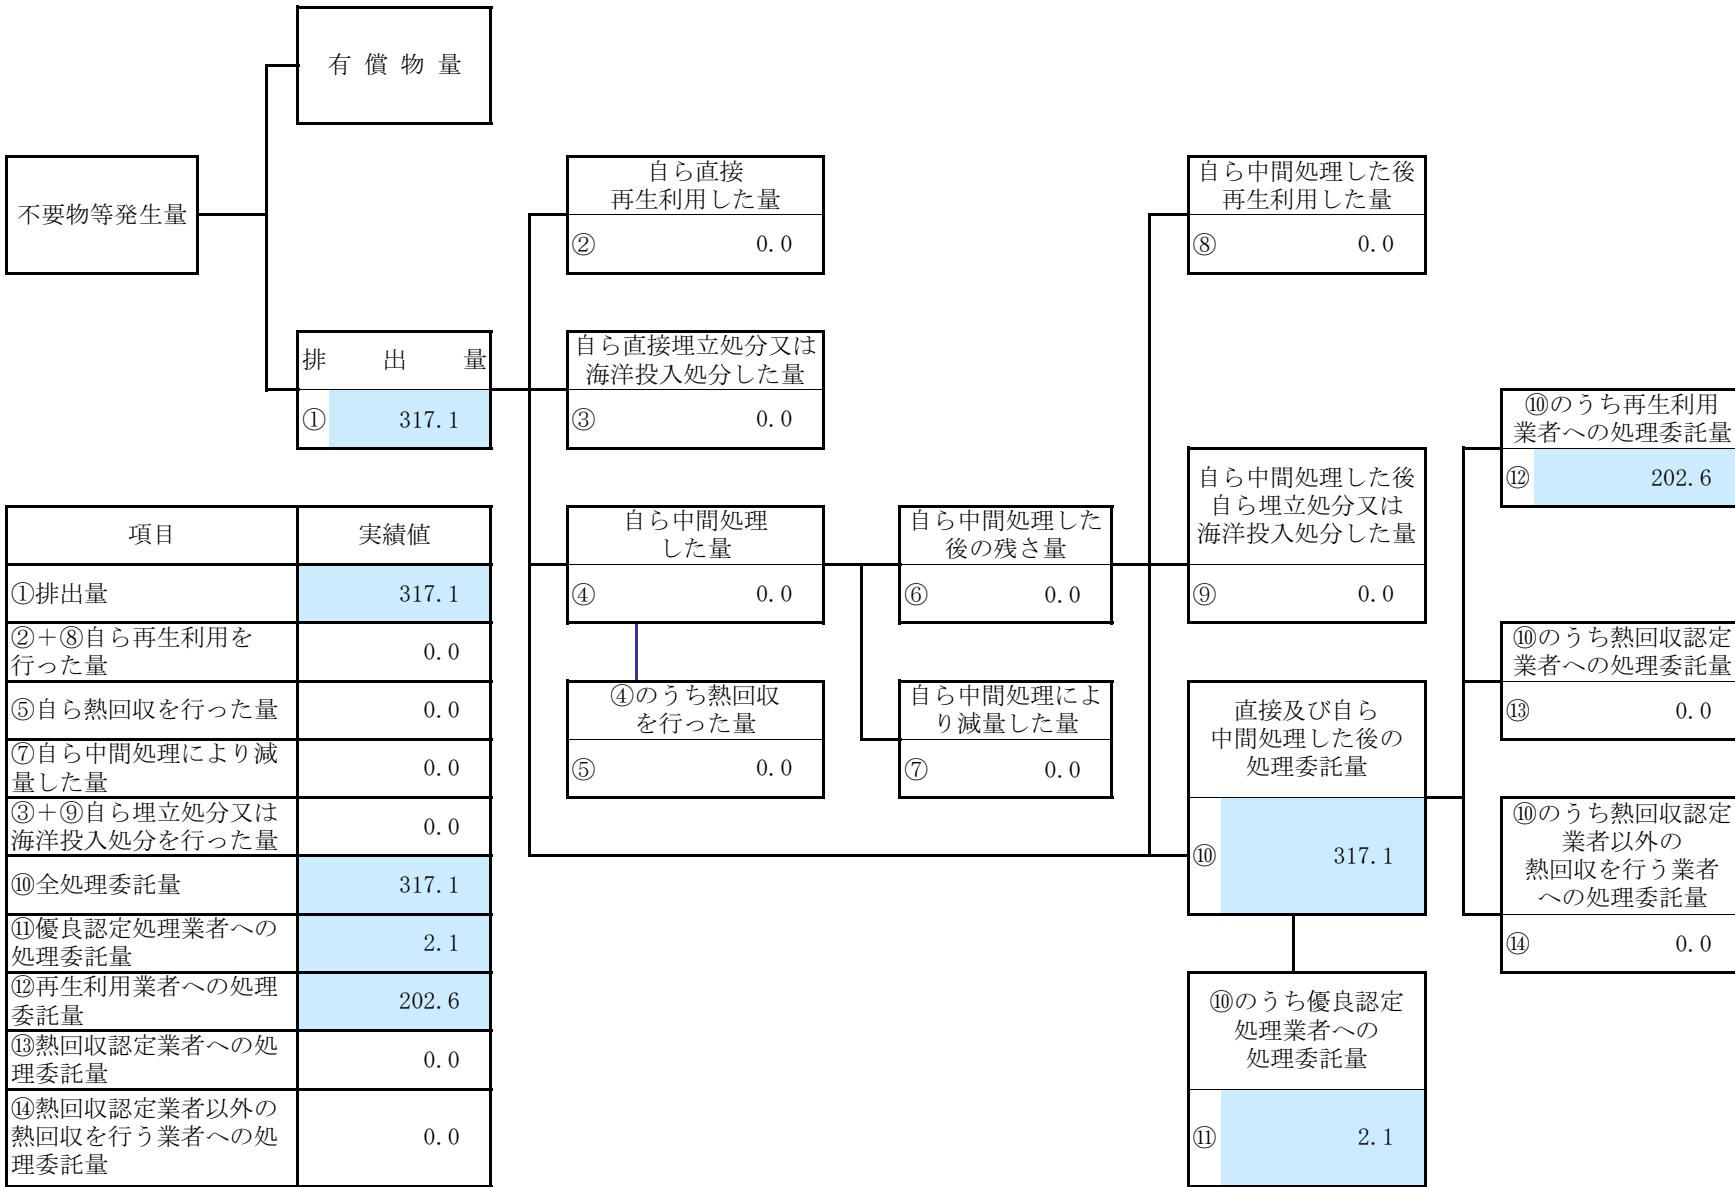 有償物量
不要物等発生量
排出量
① 317.1
自ら直接
再生利用した量
② 0.0
自ら直接埋立処分又は
海洋投入処分した量
③ 0.0
自ら中間処理
した量
④ 0.0
④のうち熱回収
を行った量
⑤ 0.0
自ら中間処理した
後の残さ量
⑥ 0.0
自ら中間処理によ
り減量した量
⑦ 0.0
自ら中間処理した後
再生利用した量
⑧ 0.0
自ら中間処理した後
自ら埋立処分又は
海洋投入処分した量
⑨ 0.0
直接及び自ら
中間処理した後の
処理委託量
⑩ 317.1
⑩のうち優良認定
処理業者への
処理委託量
⑪ 2.1
⑩のうち再生利用
業者への処理委託量
⑫ 202.6
⑩のうち熱回収認定
業者への処理委託量
⑬ 0.0
⑩のうち熱回収認定
業者以外の
熱回収を行う業者
への処理委託量
⑭ 0.0
項目 実績値
①排出量 317.1
②＋⑧自ら再生利用を
行った量 0.0
⑤自ら熱回収を行った量 0.0
⑦自ら中間処理により減
量した量 0.0
③＋⑨自ら埋立処分又は
海洋投入処分を行った量 0.0
⑩全処理委託量 317.1
⑪優良認定処理業者への
処理委託量 2.1
⑫再生利用業者への処理
委託量 202.6
⑬熱回収認定業者への処
理委託量 0.0
⑭熱回収認定業者以外の
熱回収を行う業者への処
理委託量 0.0